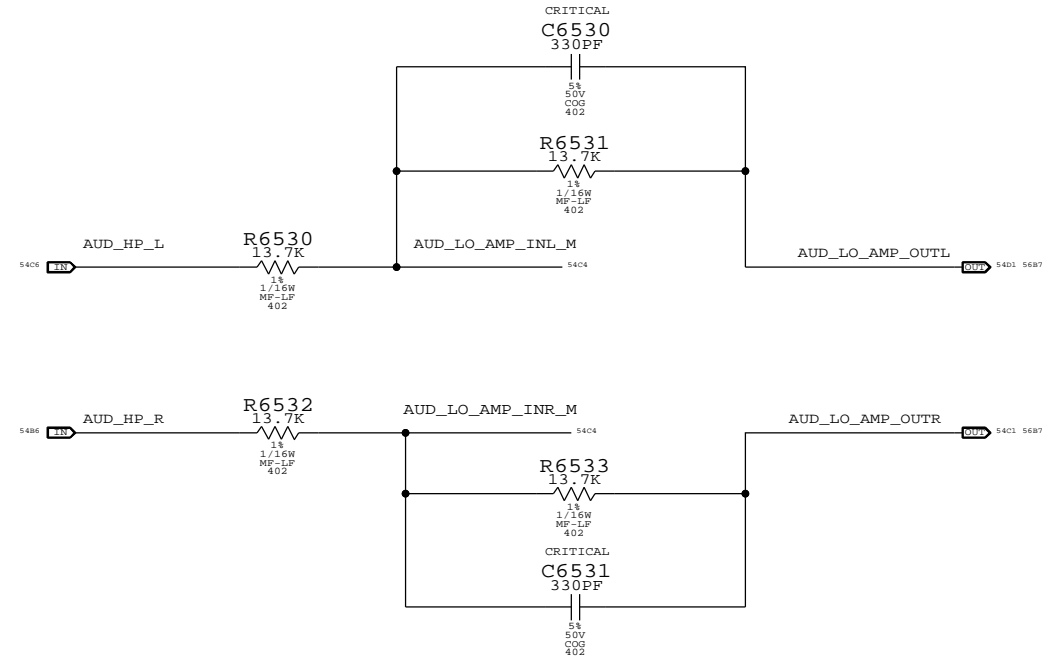 CRITICAL
C6530
330PF
5%
50V
COG
402
R6531
13.7K
1%
1/16W
MF-LF
402
AUD_HP_L
R6530
13.7K
AUD_LO_AMP_INL_M
AUD_LO_AMP_OUTL
54C6 IN
54C4
OUT 54D1 56B7
1%
1/16W
MF-LF
402
AUD_HP_R
R6532
13.7K
AUD_LO_AMP_INR_M
AUD_LO_AMP_OUTR
54B6 IN
54C4
OUT 54C1 56B7
1%
1/16W
MF-LF
402
R6533
13.7K
1%
1/16W
MF-LF
402
CRITICAL
C6531
330PF
5%
50V
COG
402